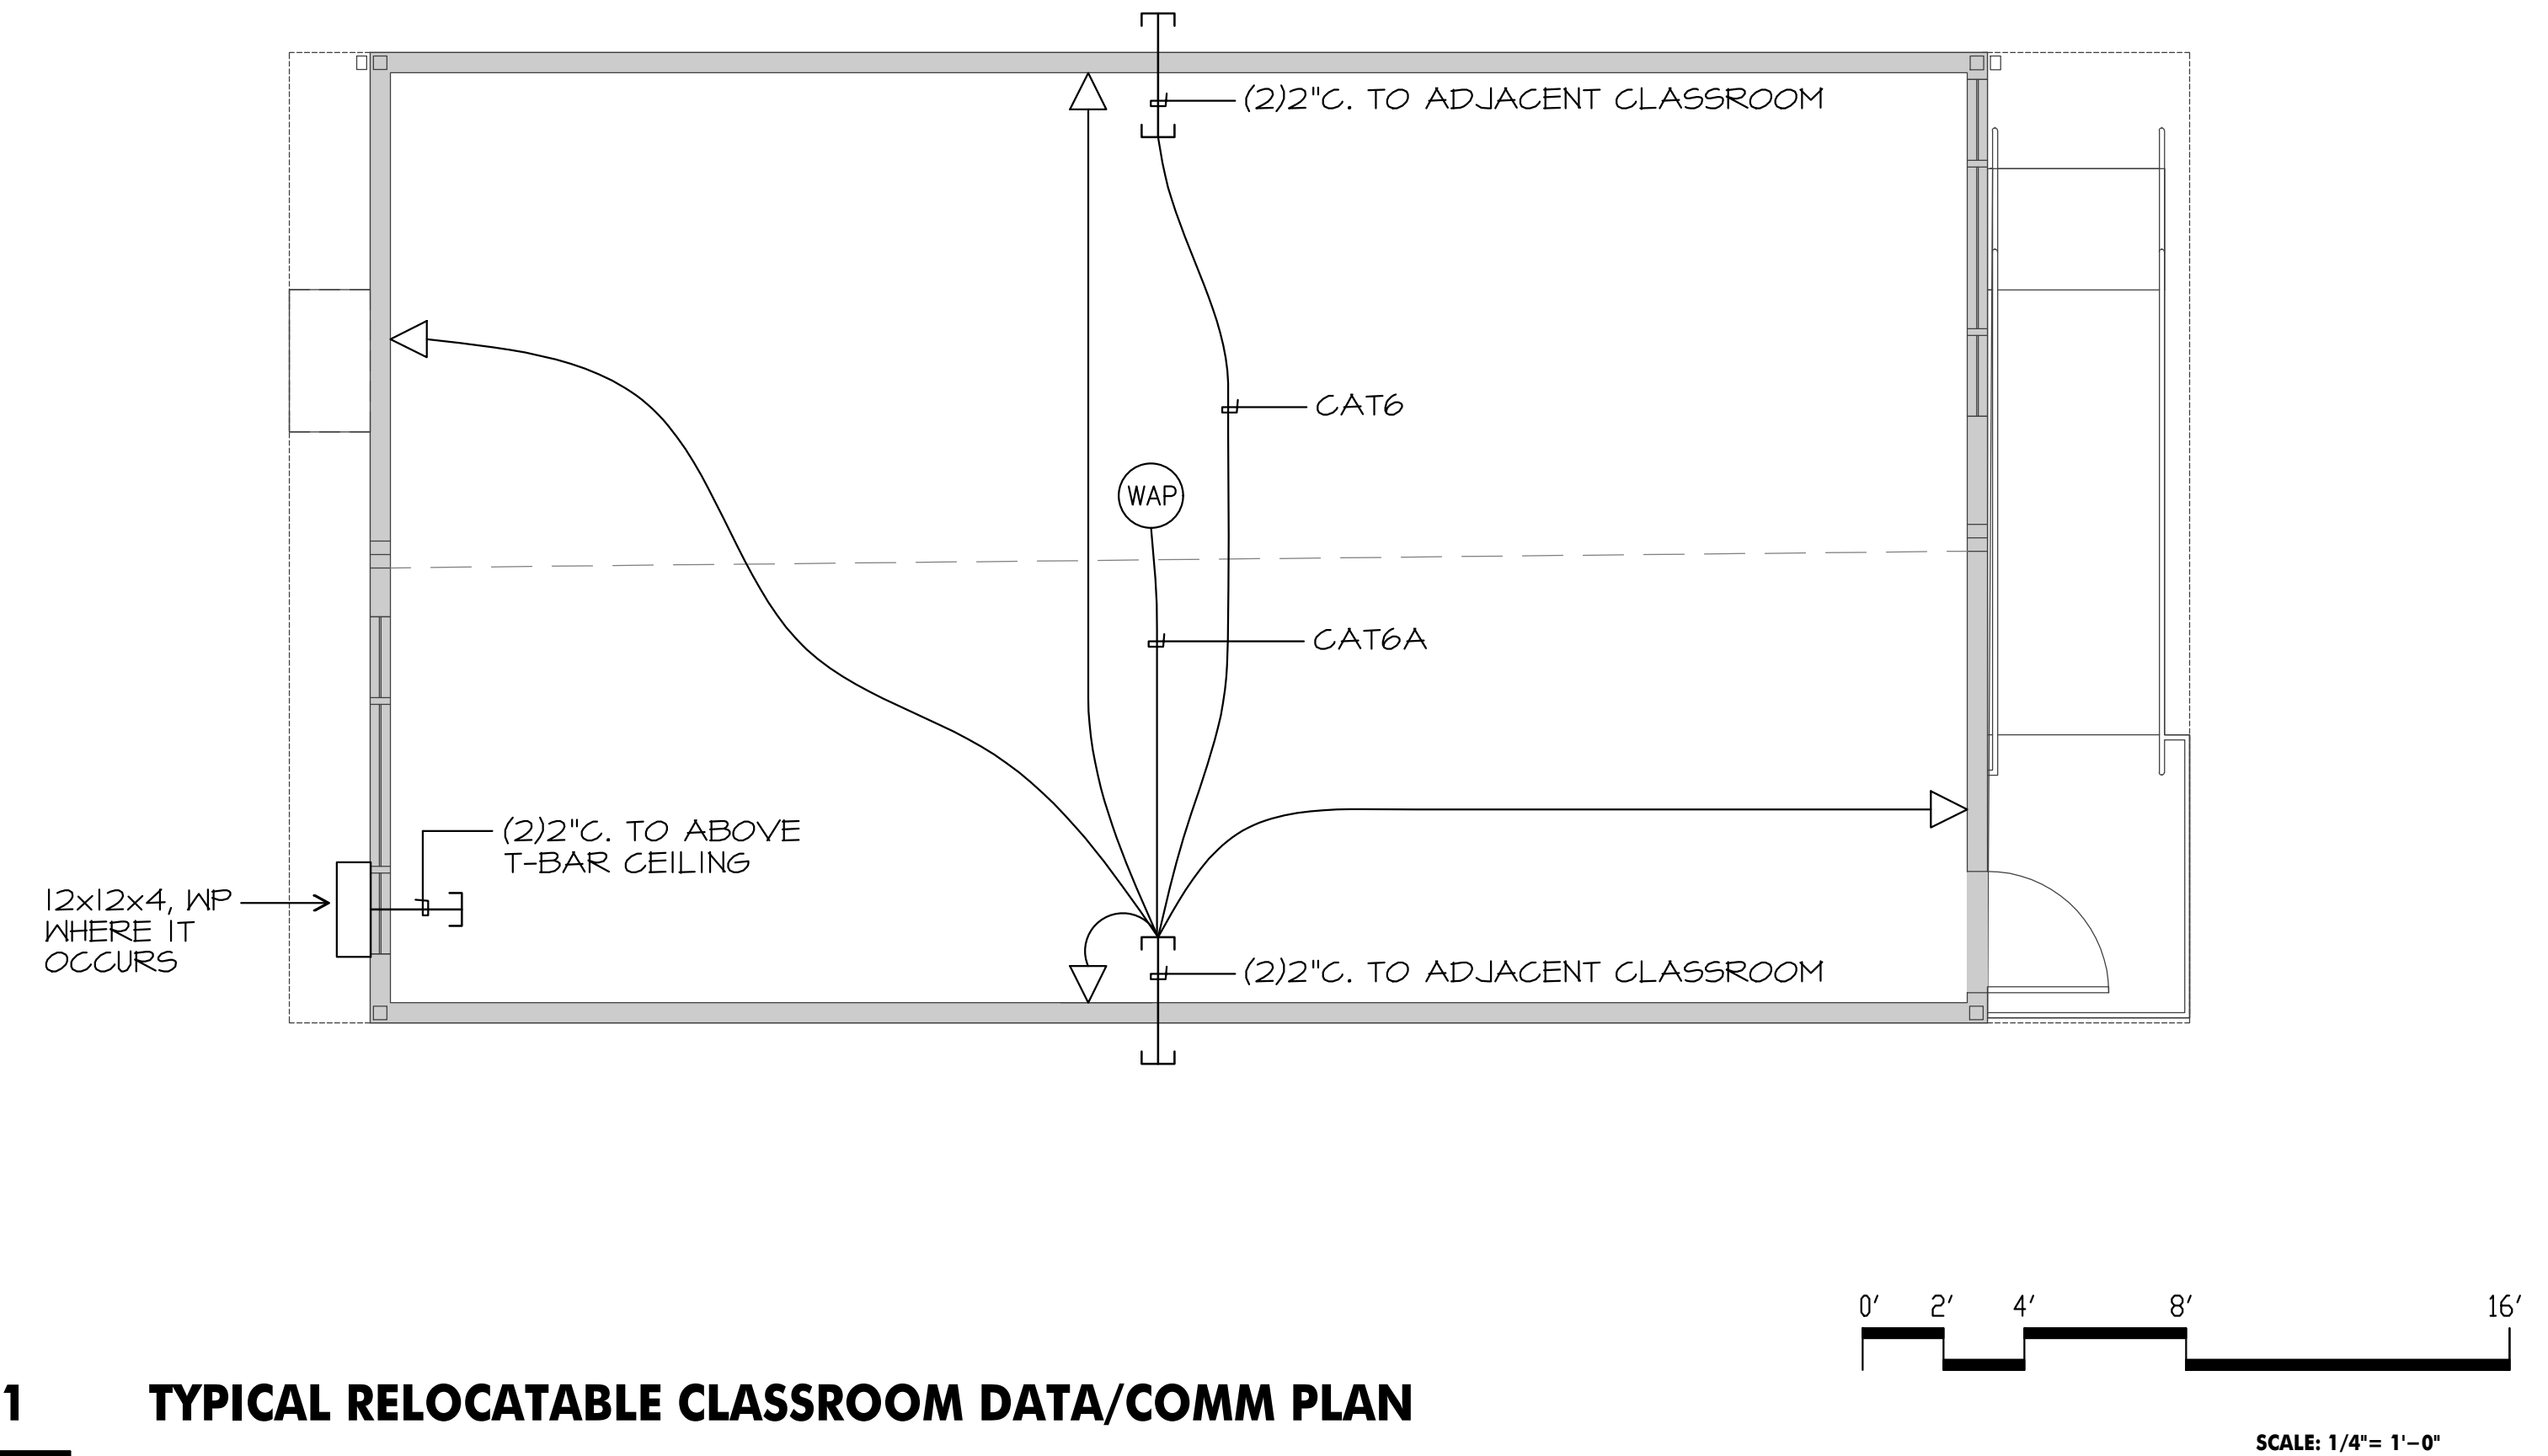 (2)2"C. TO ADJACENT CLASSROOM
CAT6
WAP
CAT6A
(2)2"C. TO ABOVE
T-BAR CEILING
12x12x4, WP
WHERE IT
OCCURS
(2)2"C. TO ADJACENT CLASSROOM
0' 2' 4' 8' 16'
1 TYPICAL RELOCATABLE CLASSROOM DATA/COMM PLAN
SCALE: 1/4"= 1'-0"